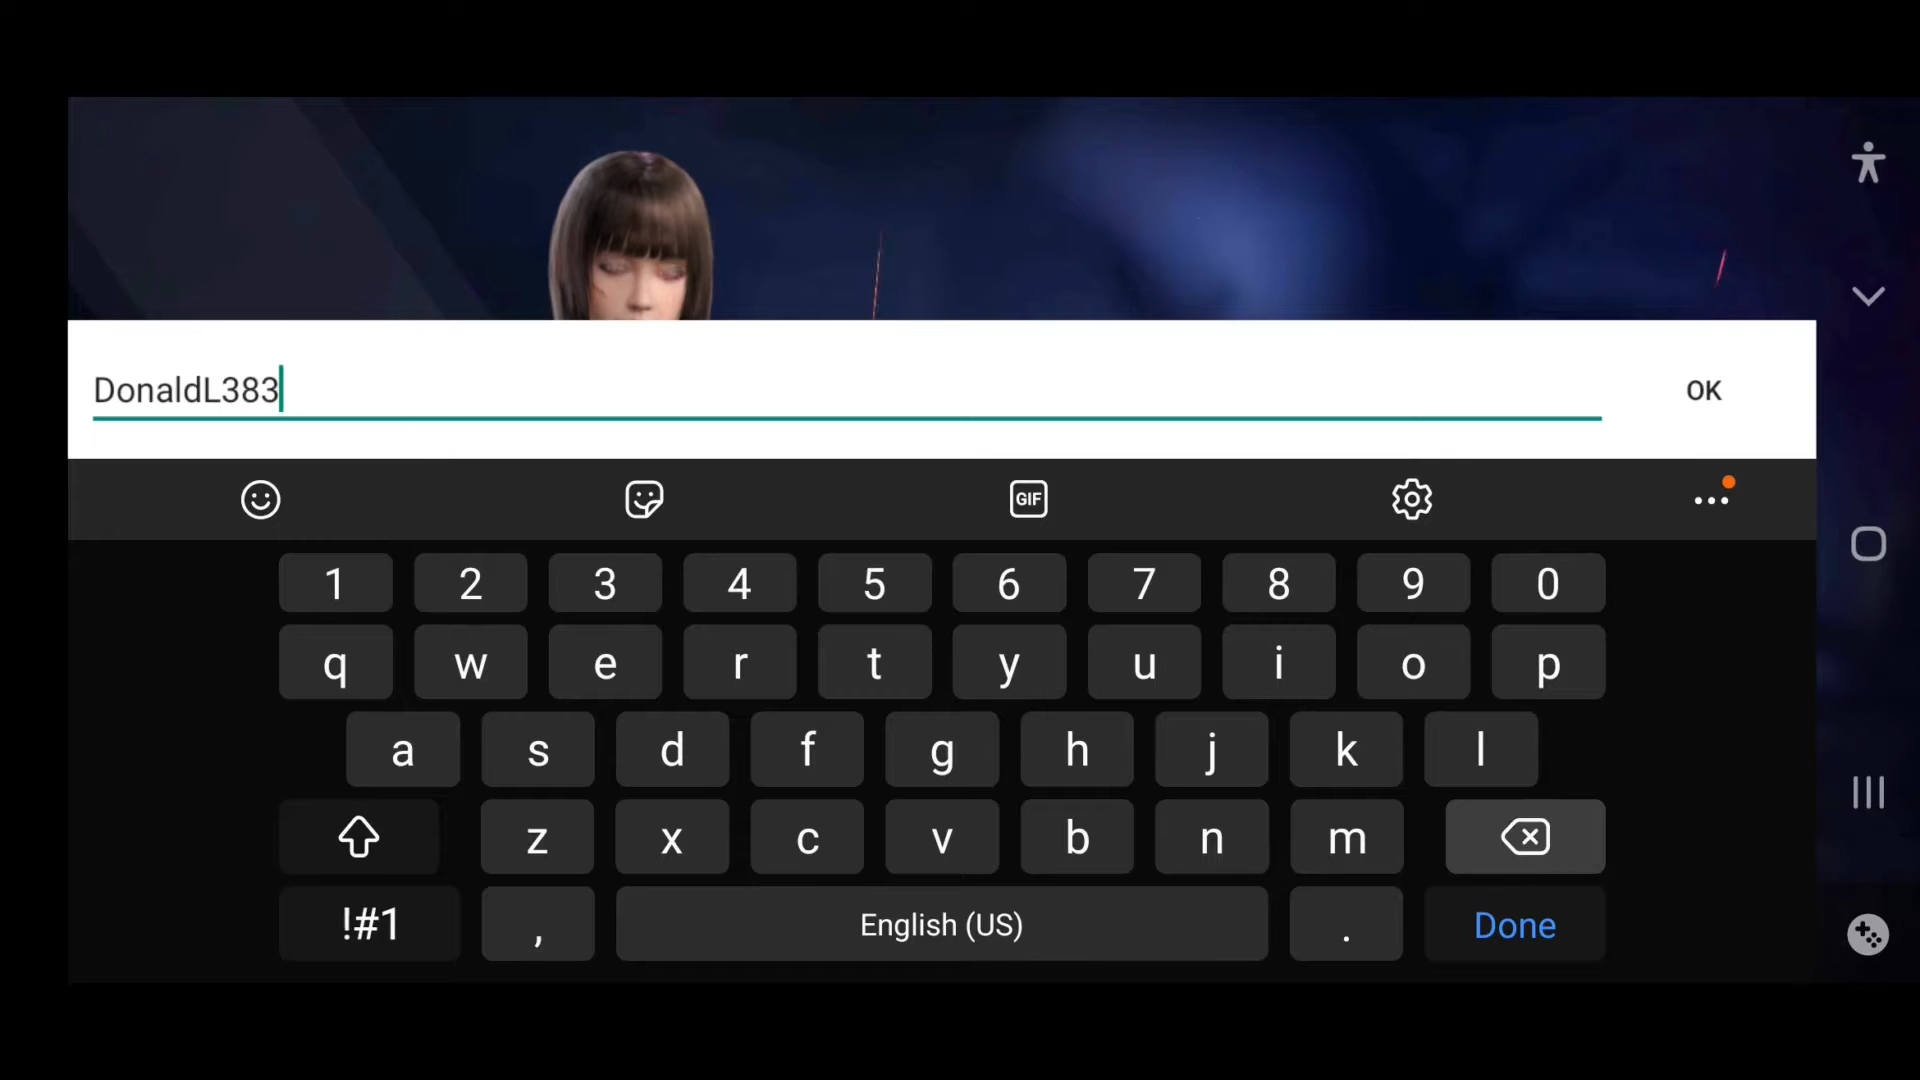 DonaldL383
OK
GIF
1 2 3 4 5 6 7 8 9 0
q w e r t y u i o p
a s d f g h j k l
z x c v b n m
!#1 , English (US) . Done